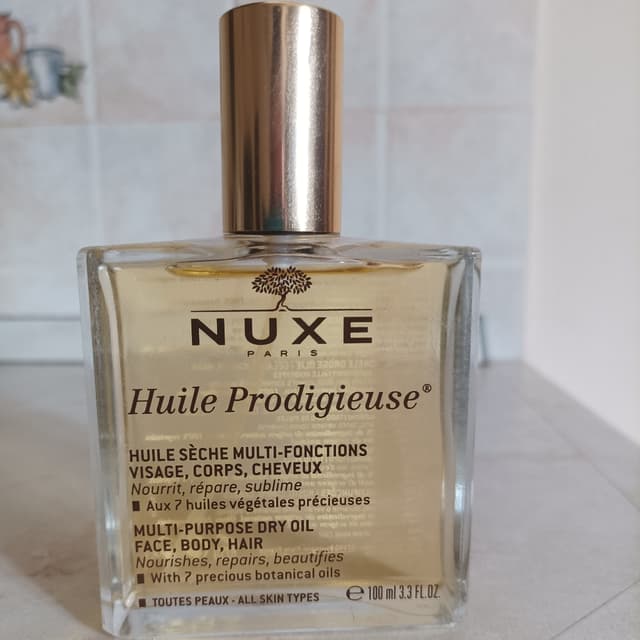 NUXE
PARIS
Huile Prodigieuse®
HUILE SÈCHE MULTI-FONCTIONS
VISAGE, CORPS, CHEVEUX
Nourrit, répare, sublime
■ Aux 7 huiles végétales précieuses
MULTI-PURPOSE DRY OIL
FACE, BODY, HAIR
Nourishes, repairs, beautifies
■ With 7 precious botanical oils
■ TOUTES PEAUX - ALL SKIN TYPES ℮ 100 ml 3.3 FL.OZ.